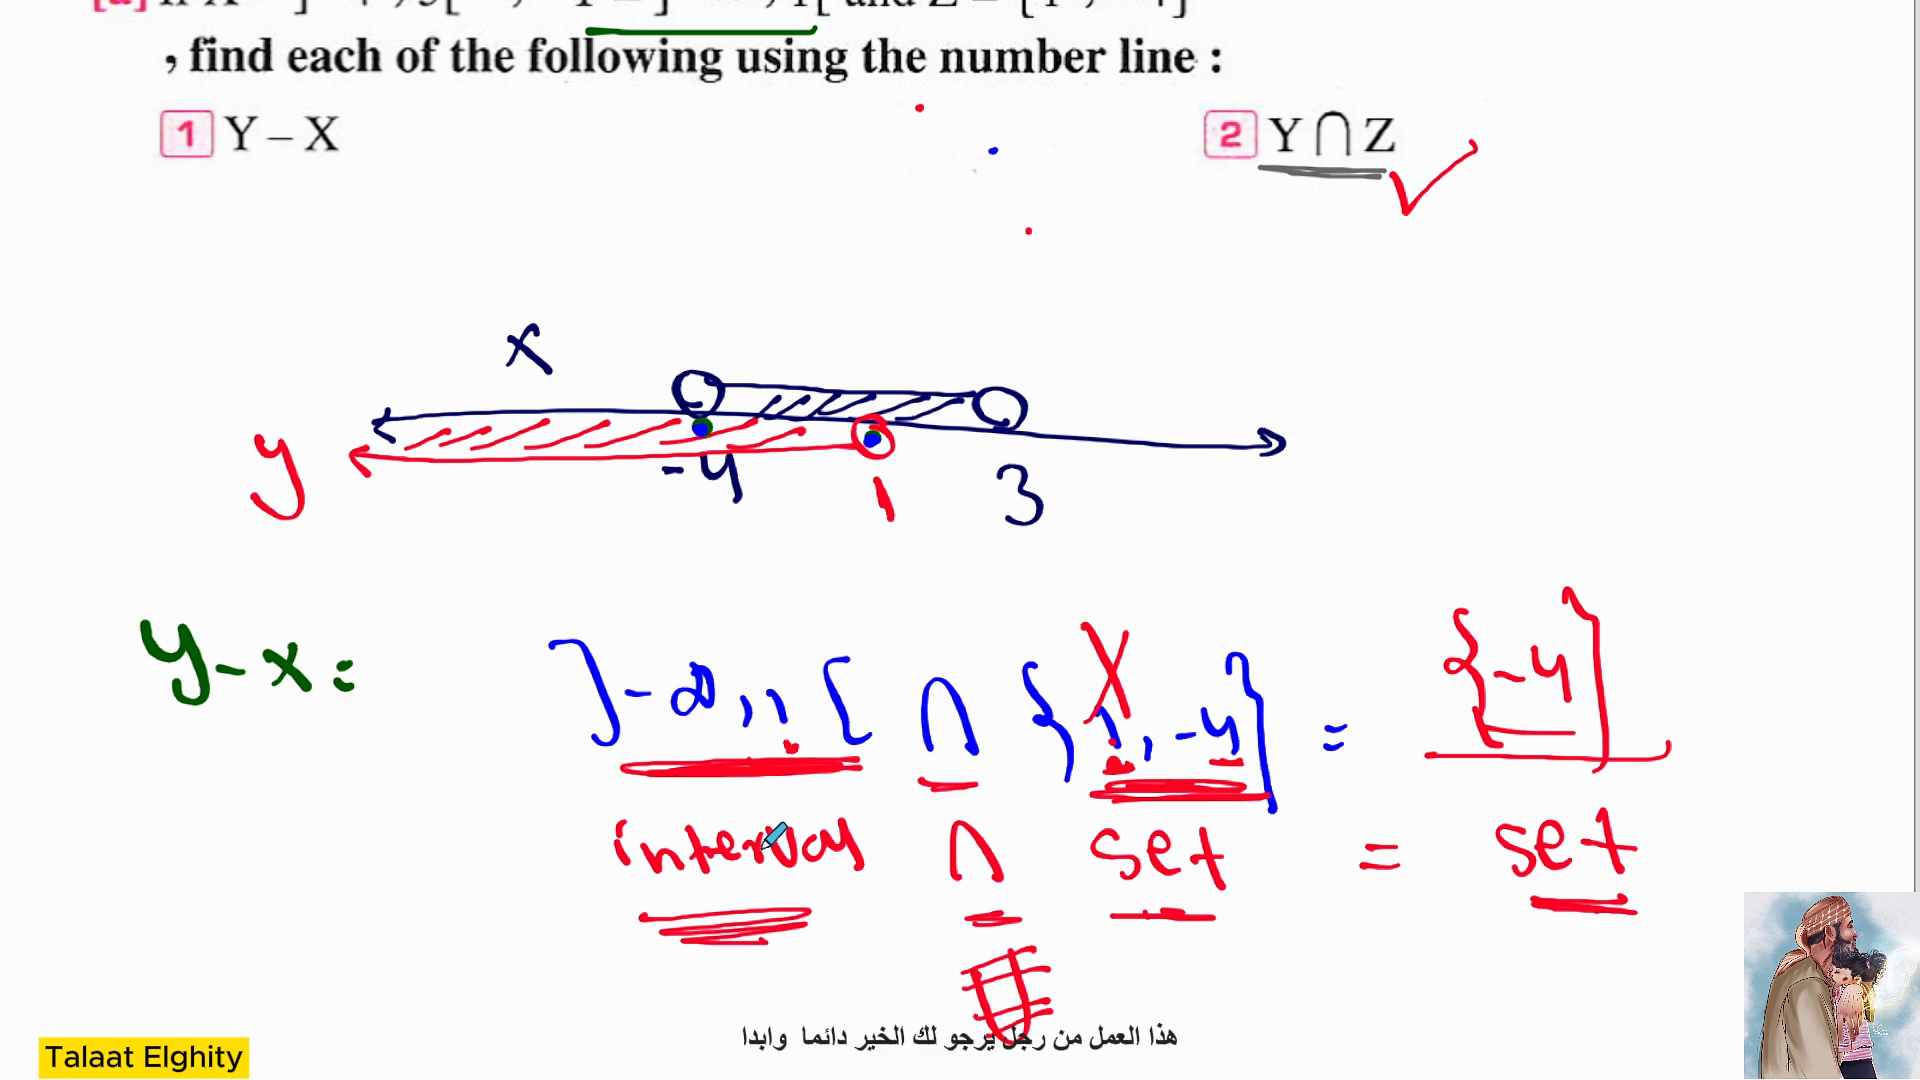 , find each of the following using the number line :
1 Y – X
2 Y ∩ Z
x
y
-4
1
3
y - x =
]-∞, 1[ ∩ {1, -4} = {-4}
interval ∩ set = set
هذا العمل من رجل يرجو لك الخير دائما وابدا
Talaat Elghity